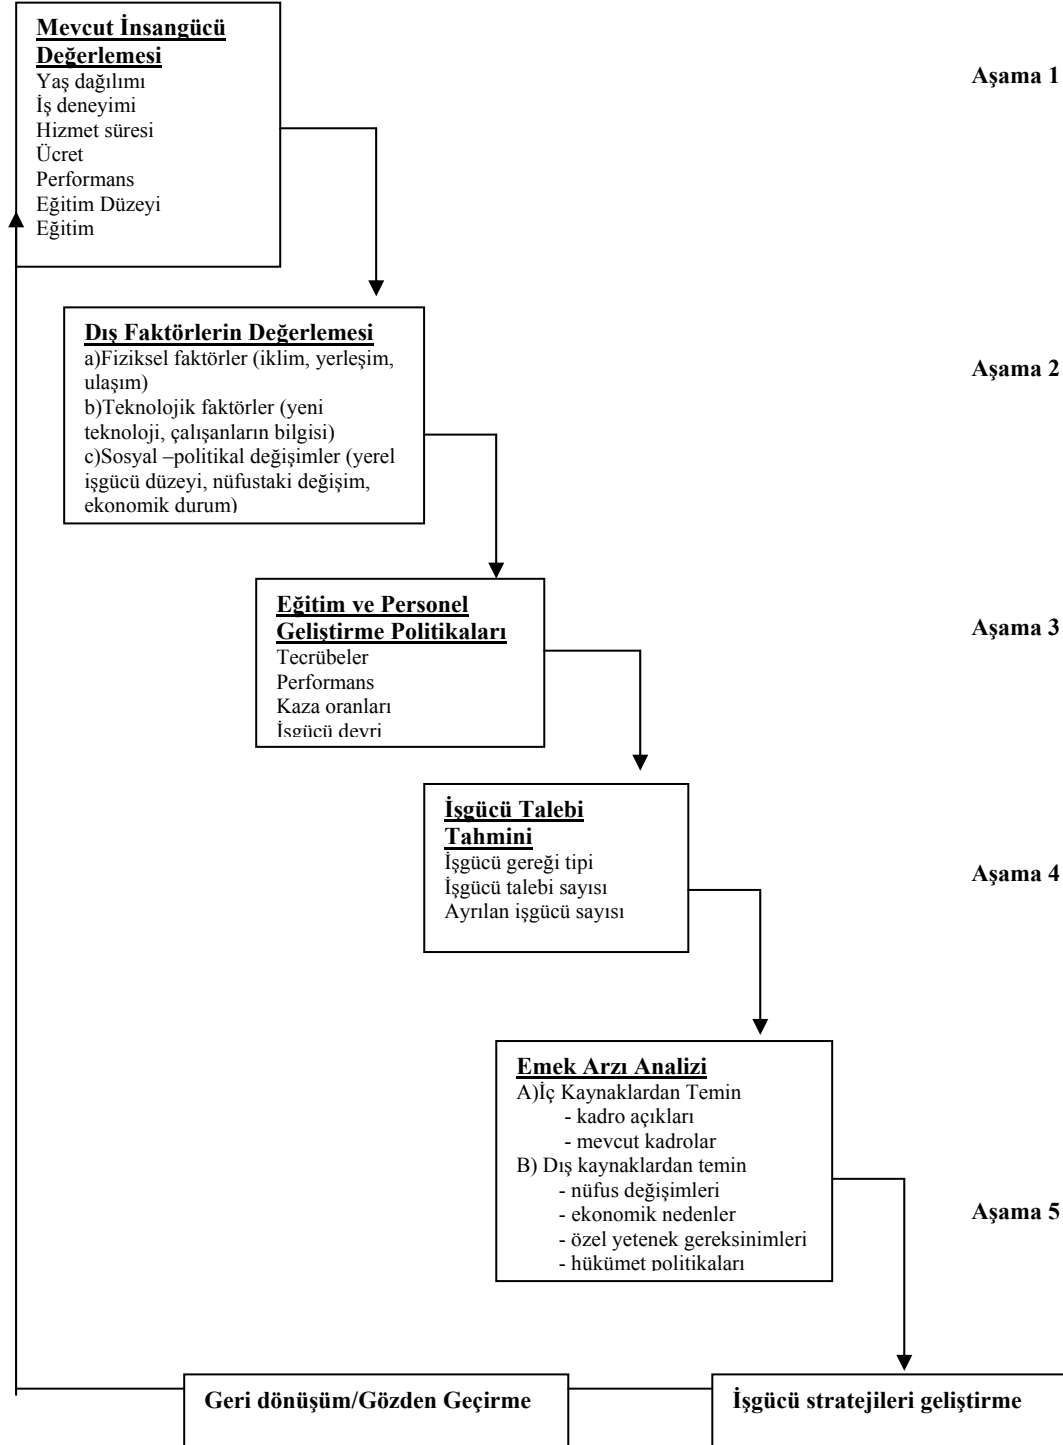 Mevcut İnsangücü
Değerlemesi
Yaş dağılımı
İş deneyimi
Hizmet süresi
Ücret
Performans
Eğitim Düzeyi
Eğitim
Aşama 1
Dış Faktörlerin Değerlemesi
a)Fiziksel faktörler (iklim, yerleşim,
ulaşım)
b)Teknolojik faktörler (yeni
teknoloji, çalışanların bilgisi)
c)Sosyal –politikal değişimler (yerel
işgücü düzeyi, nüfustaki değişim,
ekonomik durum)
Aşama 2
Eğitim ve Personel
Geliştirme Politikaları
Tecrübeler
Performans
Kaza oranları
İşgücü devri
Aşama 3
İşgücü Talebi
Tahmini
İşgücü gereği tipi
İşgücü talebi sayısı
Ayrılan işgücü sayısı
Aşama 4
Emek Arzı Analizi
A)İç Kaynaklardan Temin
- kadro açıkları
- mevcut kadrolar
B) Dış kaynaklardan temin
- nüfus değişimleri
- ekonomik nedenler
- özel yetenek gereksinimleri
- hükümet politikaları
Aşama 5
Geri dönüşüm/Gözden Geçirme
İşgücü stratejileri geliştirme